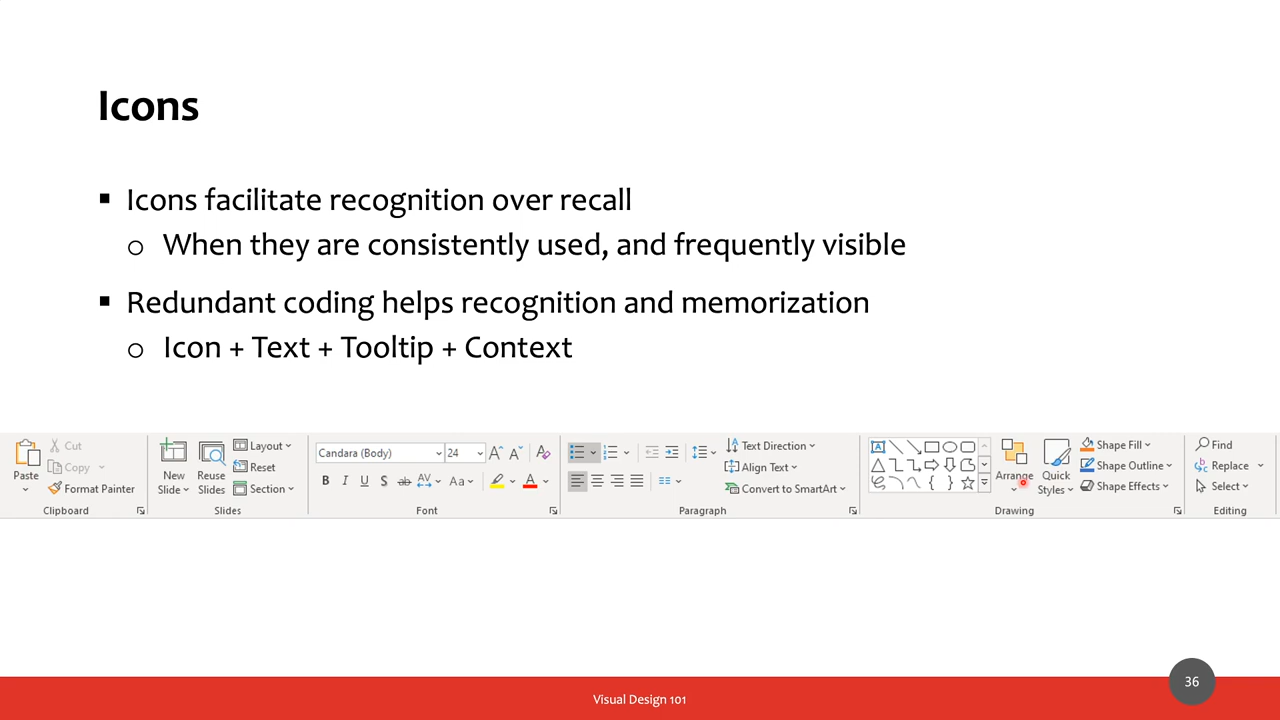 Icons
Icons facilitate recognition over recall
When they are consistently used, and frequently visible
Redundant coding helps recognition and memorization
Icon + Text + Tooltip + Context
Paste
Cut
Copy
Format Painter
Clipboard
New Slide
Reuse Slides
Layout
Reset
Section
Slides
Candara (Body)
24
B I U S ab AV Aa
A
Font
Text Direction
Align Text
Convert to SmartArt
Paragraph
Arrange
Quick Styles
Shape Fill
Shape Outline
Shape Effects
Drawing
Find
Replace
Select
Editing
36
Visual Design 101